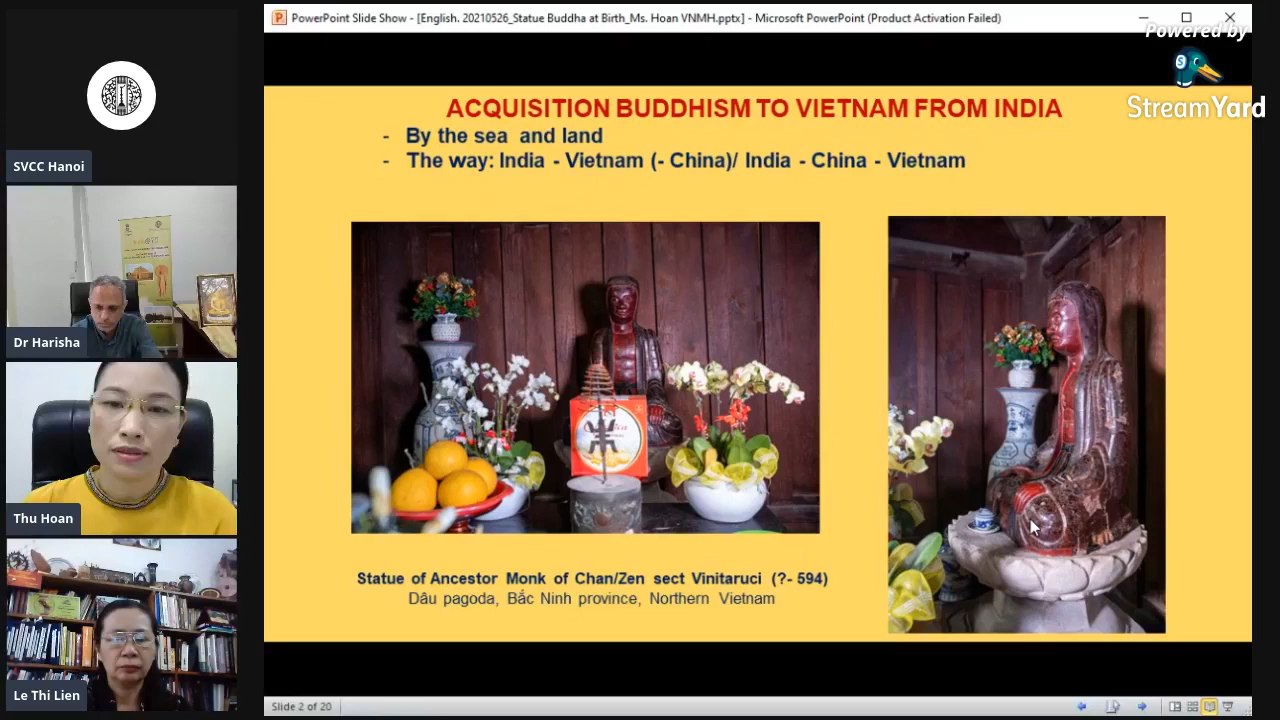 PowerPoint Slide Show - [English. 20210526_Statue Buddha at Birth_Ms. Hoan VNMH.pptx] - Microsoft PowerPoint (Product Activation Failed)
Powered by
StreamYard
ACQUISITION BUDDHISM TO VIETNAM FROM INDIA
- By the sea and land
- The way: India - Vietnam (- China)/ India - China - Vietnam
SVCC Hanoi
Dr Harisha
Thu Hoan
Le Thi Lien
Statue of Ancestor Monk of Chan/Zen sect Vinitaruci (?- 594)
Dâu pagoda, Bắc Ninh province, Northern Vietnam
Slide 2 of 20